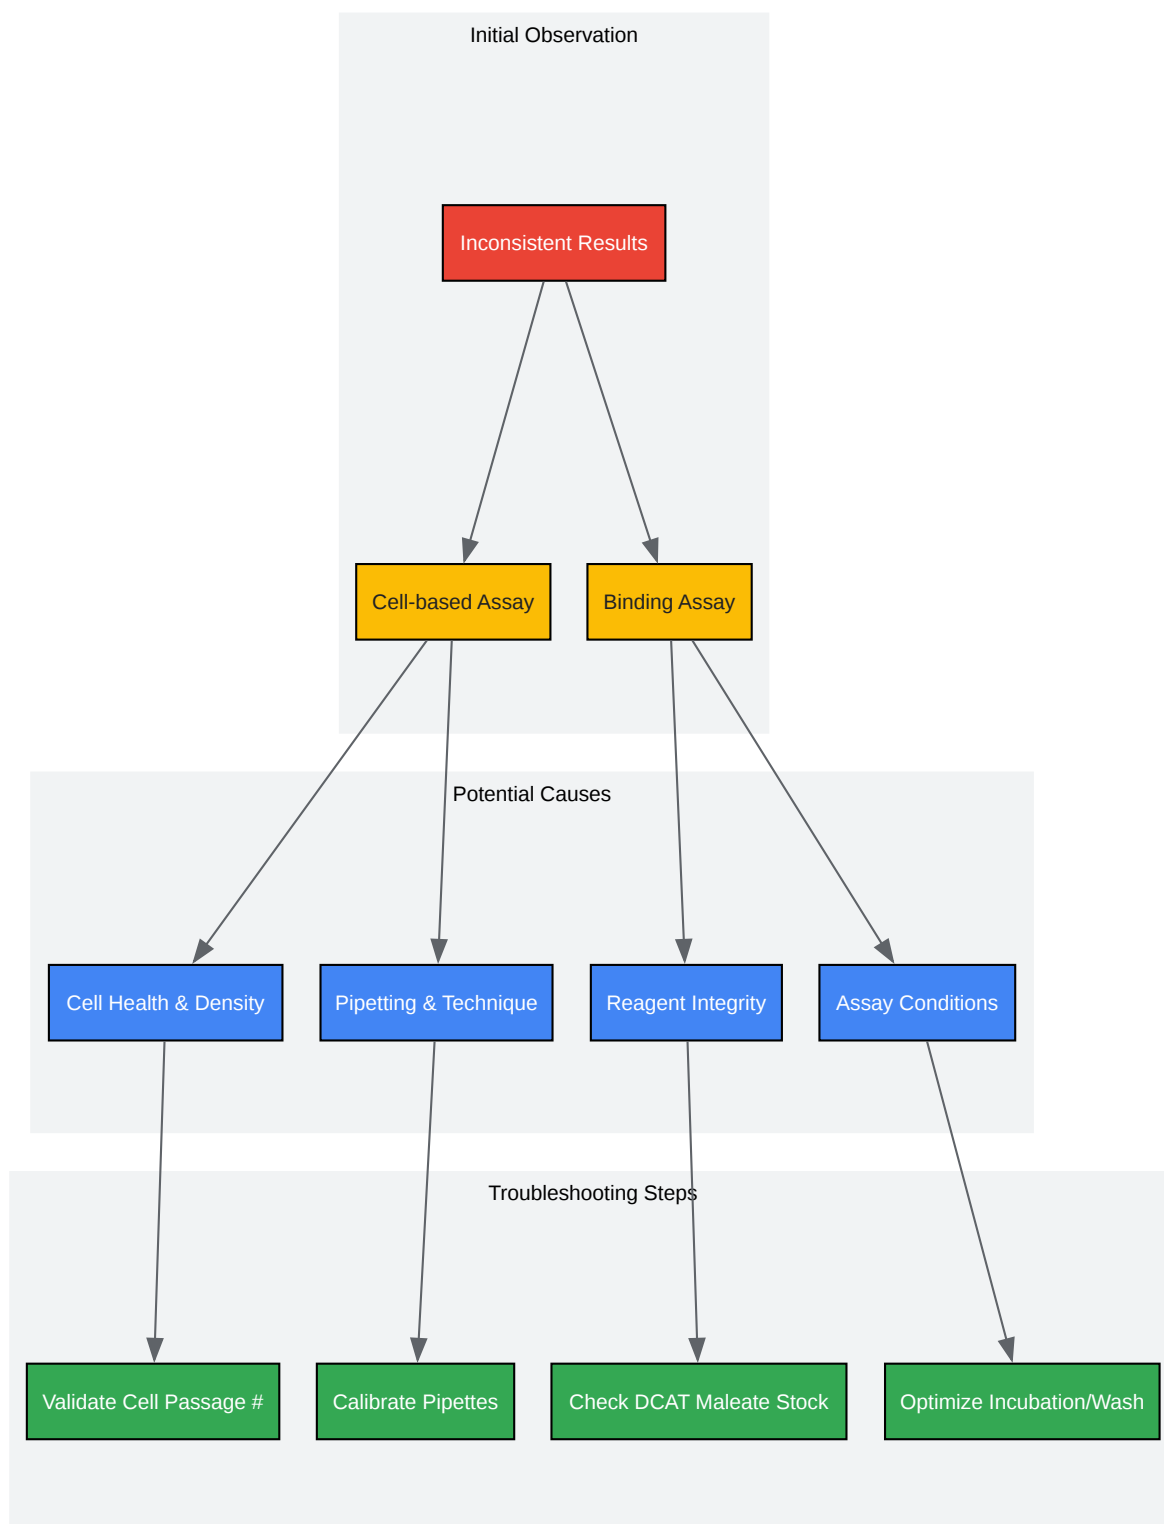 Initial Observation
Inconsistent Results
Cell-based Assay
Binding Assay
Potential Causes
Cell Health & Density
Pipetting & Technique
Reagent Integrity
Assay Conditions
Troubleshooting Steps
Validate Cell Passage #
Calibrate Pipettes
Check DCAT Maleate Stock
Optimize Incubation/Wash